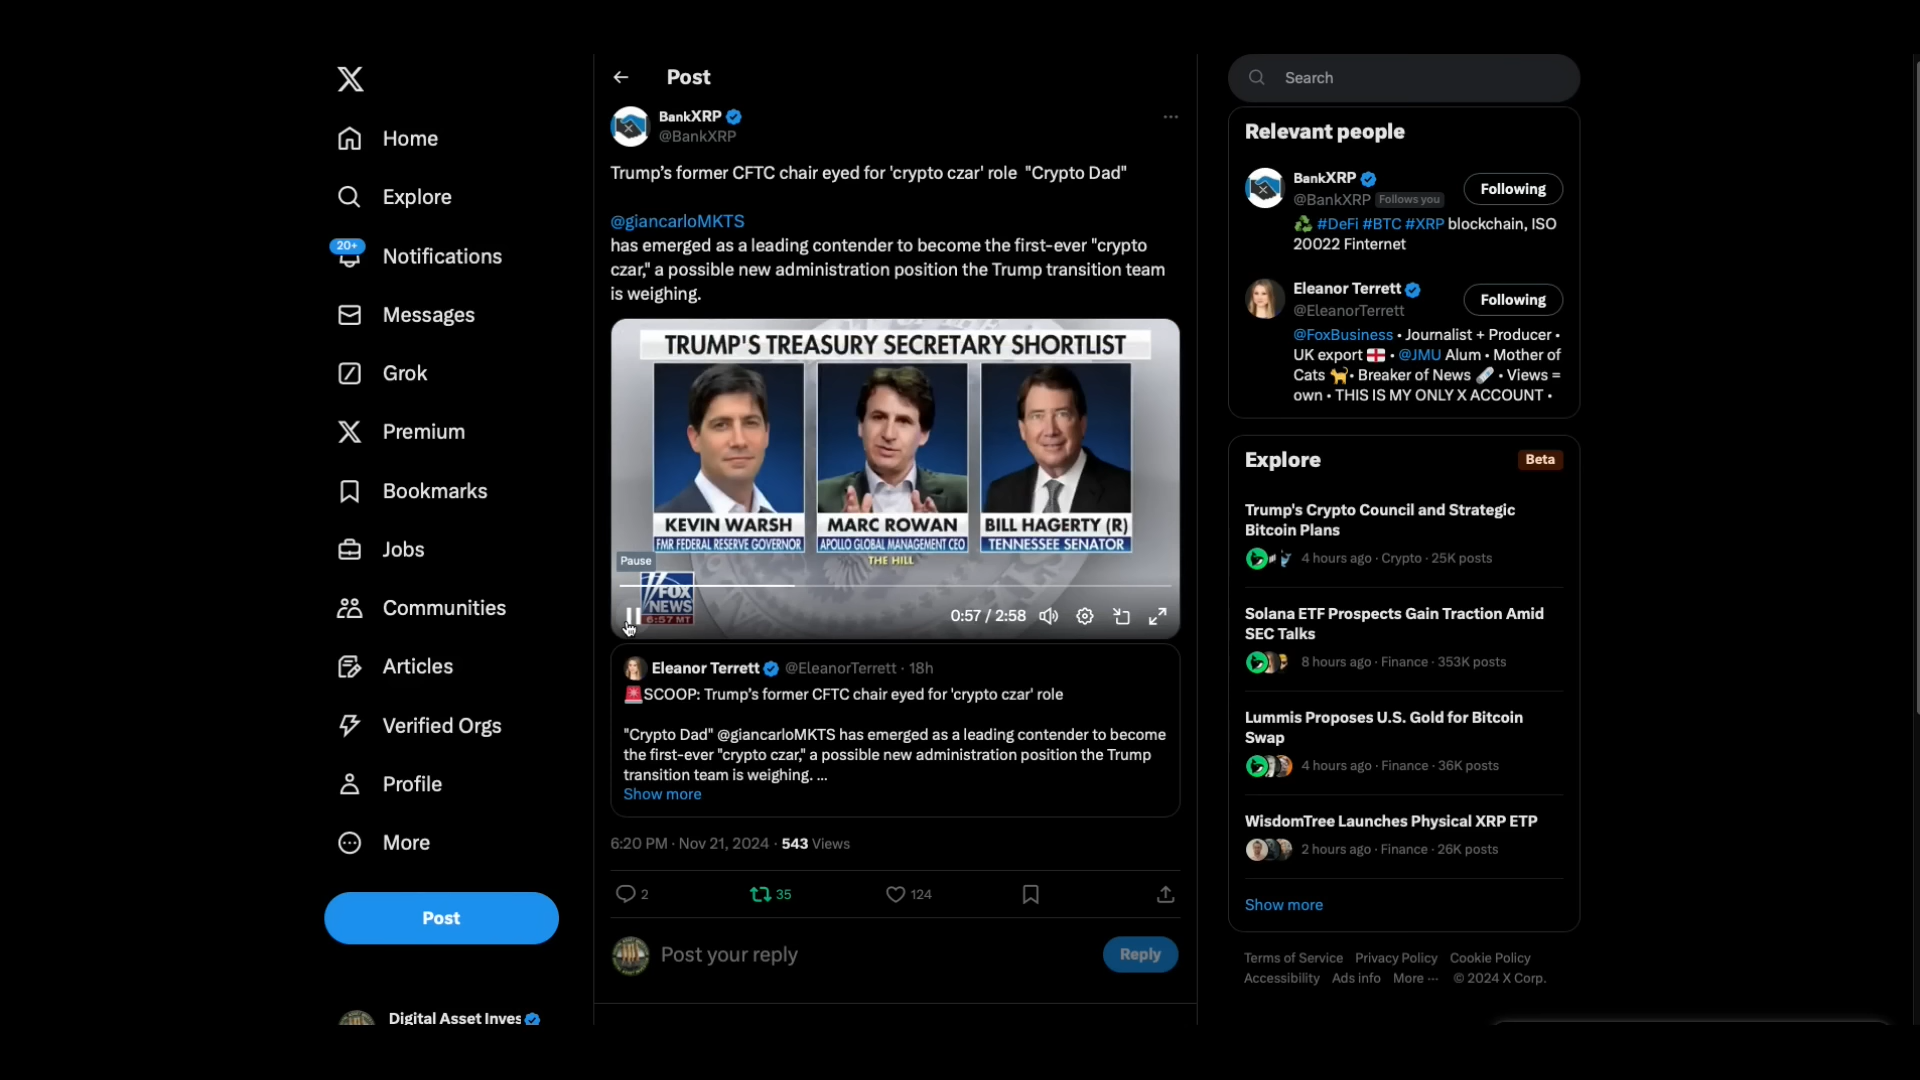 Home
Explore
20+
Notifications
Messages
Grok
Premium
Bookmarks
Jobs
Communities
Articles
Verified Orgs
Profile
More
Post
Digital Asset Inves
Post
BankXRP
@BankXRP
Trump's former CFTC chair eyed for 'crypto czar' role "Crypto Dad"
@giancarloMKTS
has emerged as a leading contender to become the first-ever "crypto
czar," a possible new administration position the Trump transition team
is weighing.
TRUMP'S TREASURY SECRETARY SHORTLIST
KEVIN WARSH
FMR FEDERAL RESERVE GOVERNOR
MARC ROWAN
APOLLO GLOBAL MANAGEMENT CEO
BILL HAGERTY (R)
TENNESSEE SENATOR
THE HILL
Pause
FOX
NEWS
6:57 MT
0:57 / 2:58
Eleanor Terrett @EleanorTerrett · 18h
🚨SCOOP: Trump's former CFTC chair eyed for 'crypto czar' role
"Crypto Dad" @giancarloMKTS has emerged as a leading contender to become
the first-ever "crypto czar," a possible new administration position the Trump
transition team is weighing. ...
Show more
6:20 PM · Nov 21, 2024 · 543 Views
2
35
124
Post your reply
Reply
Search
Relevant people
BankXRP
@BankXRP Follows you
Following
♻️ #DeFi #BTC #XRP blockchain, ISO
20022 Finternet
Eleanor Terrett
@EleanorTerrett
Following
@FoxBusiness • Journalist + Producer •
UK export 🏴󠁧󠁢󠁥󠁮󠁧󠁿 • @JMU Alum • Mother of
Cats 🐈 • Breaker of News 🗞️ • Views =
own • THIS IS MY ONLY X ACCOUNT •
Explore
Beta
Trump's Crypto Council and Strategic
Bitcoin Plans
4 hours ago · Crypto · 25K posts
Solana ETF Prospects Gain Traction Amid
SEC Talks
8 hours ago · Finance · 353K posts
Lummis Proposes U.S. Gold for Bitcoin
Swap
4 hours ago · Finance · 36K posts
WisdomTree Launches Physical XRP ETP
2 hours ago · Finance · 26K posts
Show more
Terms of Service Privacy Policy Cookie Policy
Accessibility Ads info More ··· © 2024 X Corp.